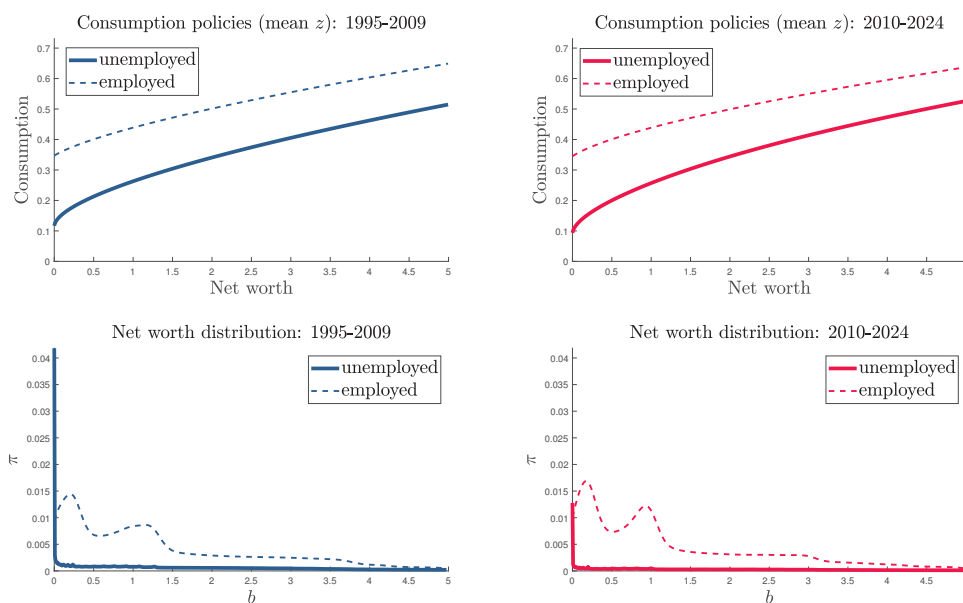 Consumption policies (mean z): 1995-2009
0.7
0.6
0.5
0.4
0.3
0.2
0.1
0
Consumption
unemployed
employed
0 0.5 1 1.5 2 2.5 3 3.5 4 4.5 5
Net worth
Consumption policies (mean z): 2010-2024
0.7
0.6
0.5
0.4
0.3
0.2
0.1
0
Consumption
unemployed
employed
0 0.5 1 1.5 2 2.5 3 3.5 4 4.5
Net worth
Net worth distribution: 1995-2009
0.04
0.035
0.03
0.025
0.02
0.015
0.01
0.005
0
π
unemployed
employed
0 0.5 1 1.5 2 2.5 3 3.5 4 4.5 5
b
Net worth distribution: 2010-2024
0.04
0.035
0.03
0.025
0.02
0.015
0.01
0.005
0
π
unemployed
employed
0 0.5 1 1.5 2 2.5 3 3.5 4 4.5
b